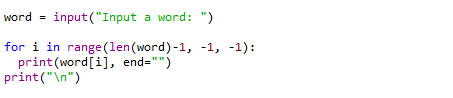 word = input("Input a word: ")
for i in range(len(word)-1, -1, -1):
  print(word[i], end="")
print("\n")